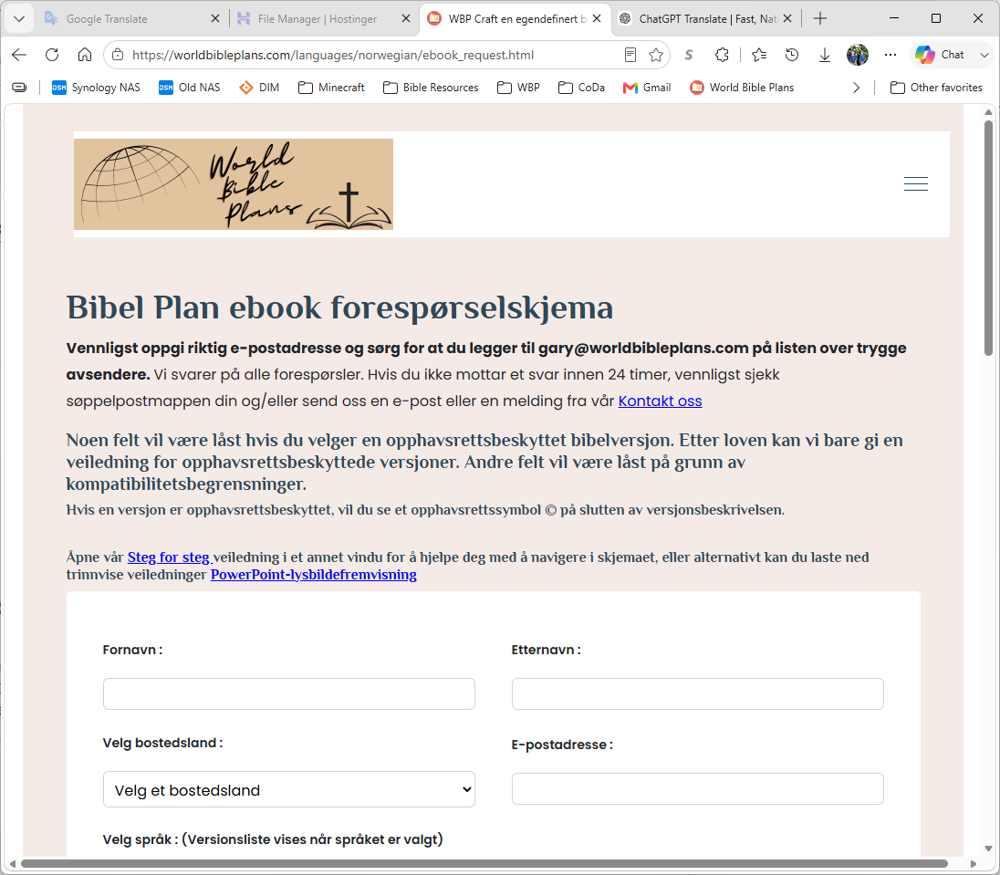 Google Translate
File Manager | Hostinger
WBP Craft en egendefinert b
ChatGPT Translate | Fast, Nat
https://worldbibleplans.com/languages/norwegian/ebook_request.html
Chat
DSM Synology NAS
DSM Old NAS
DIM
Minecraft
Bible Resources
WBP
CoDa
Gmail
World Bible Plans
Other favorites
World
Bible
Plans
Bibel Plan ebook forespørselskjema
Vennligst oppgi riktig e-postadresse og sørg for at du legger til gary@worldbibleplans.com på listen over trygge
avsendere. Vi svarer på alle forespørsler. Hvis du ikke mottar et svar innen 24 timer, vennligst sjekk
søppelpostmappen din og/eller send oss en e-post eller en melding fra vår Kontakt oss
Noen felt vil være låst hvis du velger en opphavsrettsbeskyttet bibelversjon. Etter loven kan vi bare gi en
veiledning for opphavsrettsbeskyttede versjoner. Andre felt vil være låst på grunn av
kompatibilitetsbegrensninger.
Hvis en versjon er opphavsrettsbeskyttet, vil du se et opphavsrettssymbol © på slutten av versjonsbeskrivelsen.
Åpne vår Steg for steg veiledning i et annet vindu for å hjelpe deg med å navigere i skjemaet, eller alternativt kan du laste ned
trinnvise veiledninger PowerPoint-lysbildefremvisning
Fornavn :
Etternavn :
Velg bostedsland :
E-postadresse :
Velg et bostedsland
Velg språk : (Versionsliste vises når språket er valgt)